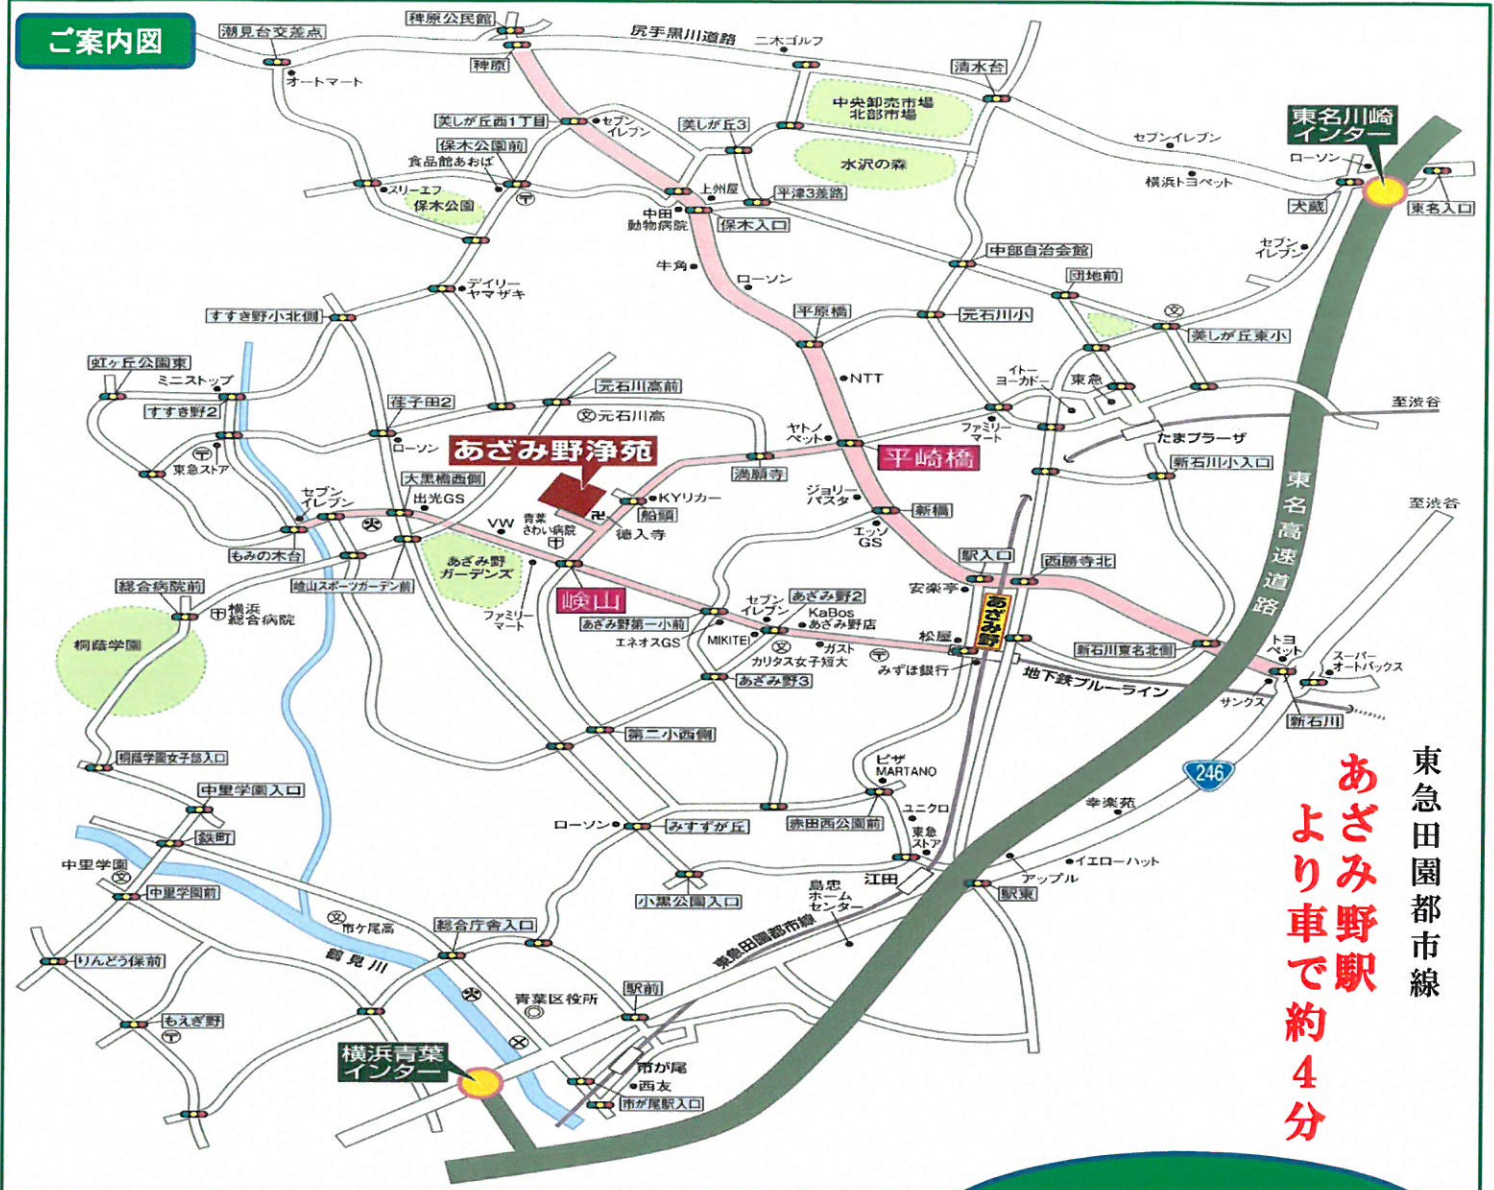 ご案内図
潮見台交差点
オートマート
稗原公民館
稗原
尻手黒川道路
二木ゴルフ
清水台
中央卸売市場
北部市場
水沢の森
美しが丘西1丁目
セブン
イレブン
美しが丘3
保木公園前
食品館あおば
スリーエフ
保木公園
上州屋
平津3差路
中田
動物病院
保木入口
牛角
ローソン
東名川崎
インター
セブンイレブン
横浜トヨペット
ローソン
犬蔵
東名入口
セブン
イレブン
中部自治会館
団地前
元石川小
美しが丘東小
平原橋
デイリー
ヤマザキ
すすき野小北側
虹ヶ丘公園東
ミニストップ
すすき野2
東急ストア
荏子田2
ローソン
元石川高前
元石川高
NTT
イトー
ヨーカドー
東急
ファミリー
マート
たまプラーザ
至渋谷
新石川小入口
ヤトノ
ペット
平崎橋
満願寺
あざみ野浄苑
KYリカー
船頭
徳入寺
大黒橋西側
出光GS
セブン
イレブン
もみの木台
嶮山スポーツガーデン前
VW
青葉
さわい病院
あざみ野
ガーデンズ
ファミリー
マート
嶮山
ジョリー
パスタ
エッソ
GS
新橋
駅入口
西勝寺北
安楽亭
あざみ野
松屋
みずほ銀行
あざみ野第一小前
エネオスGS
セブン
イレブン
あざみ野2
KaBos
あざみ野店
MIKITEI
ガスト
カリタス女子短大
あざみ野3
新石川東名北側
地下鉄ブルーライン
トヨ
ペット
スーパー
オートバックス
サンクス
新石川
至渋谷
東名高速道路
総合病院前
横浜
総合病院
桐蔭学園
桐蔭学園女子部入口
中里学園入口
鉄町
中里学園
中里学園前
りんどう保前
もえぎ野
市ケ尾高
鶴見川
総合庁舎入口
青葉区役所
駅前
市が尾
西友
市が尾駅入口
横浜青葉
インター
第二小西側
ローソン
みすずが丘
小黒公園入口
ピザ
MARTANO
赤田西公園前
ユニクロ
東急
ストア
江田
島忠
ホーム
センター
東急田園都市線
246
幸楽苑
イエローハット
アップル
駅東
東急田園都市線
あざみ野駅
より車で約4分